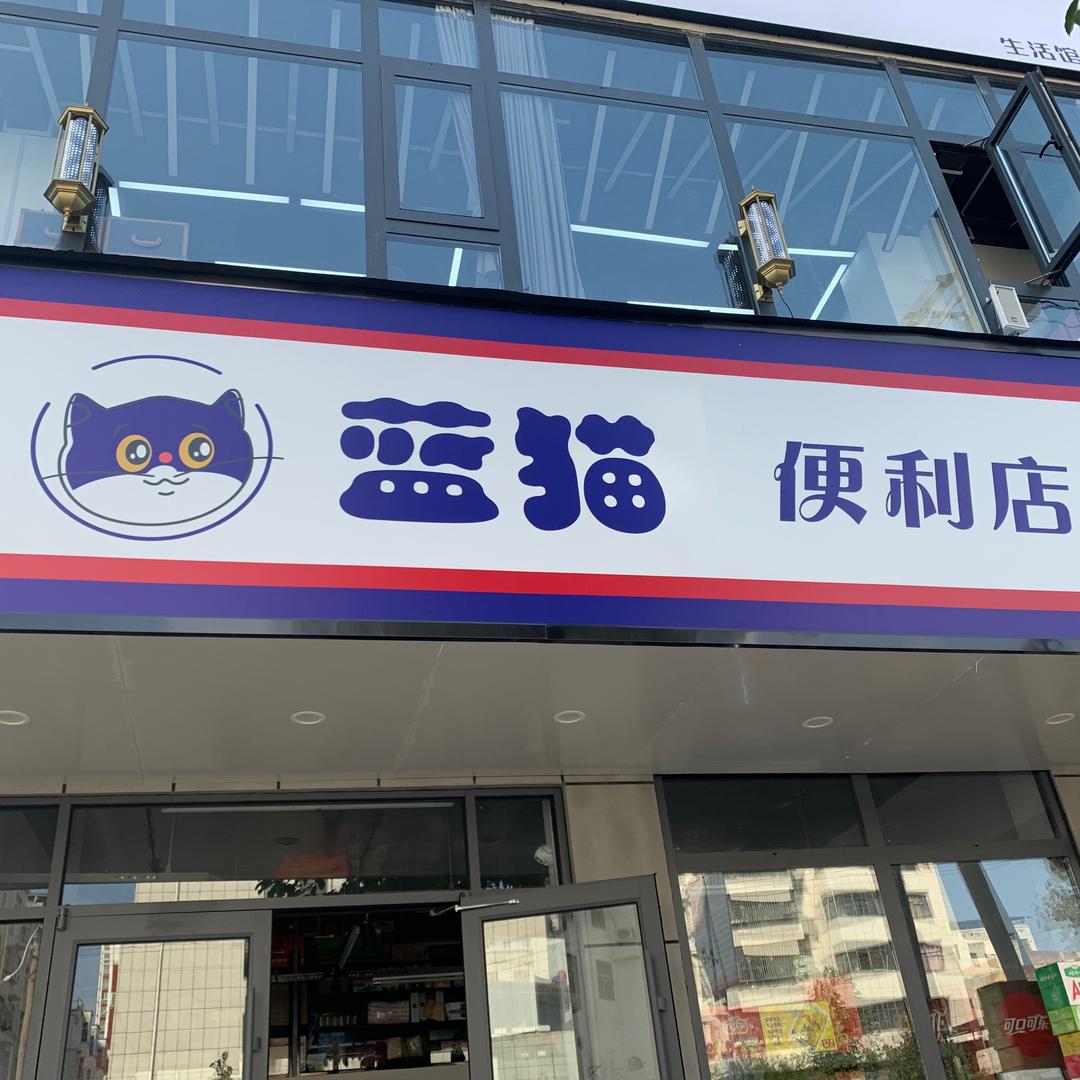 生活馆
蓝猫 便利店
可口可乐